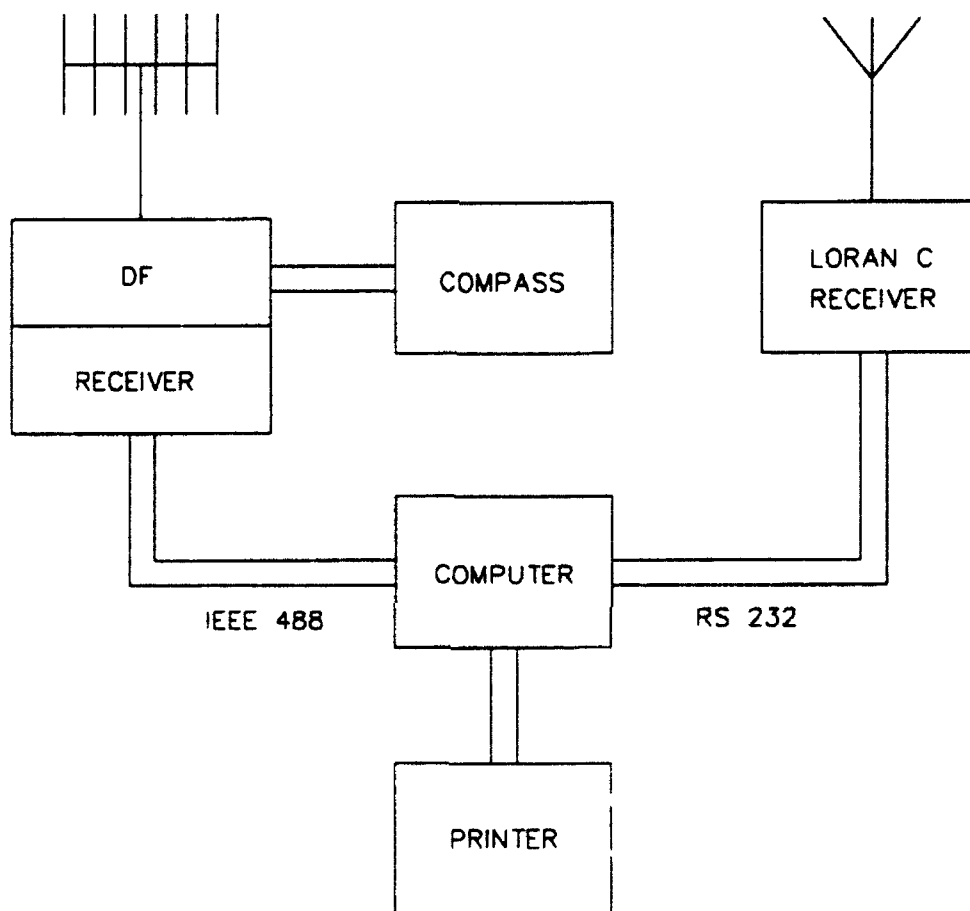 DF
RECEIVER
COMPASS
LORAN C
RECEIVER
COMPUTER
IEEE 488
RS 232
PRINTER